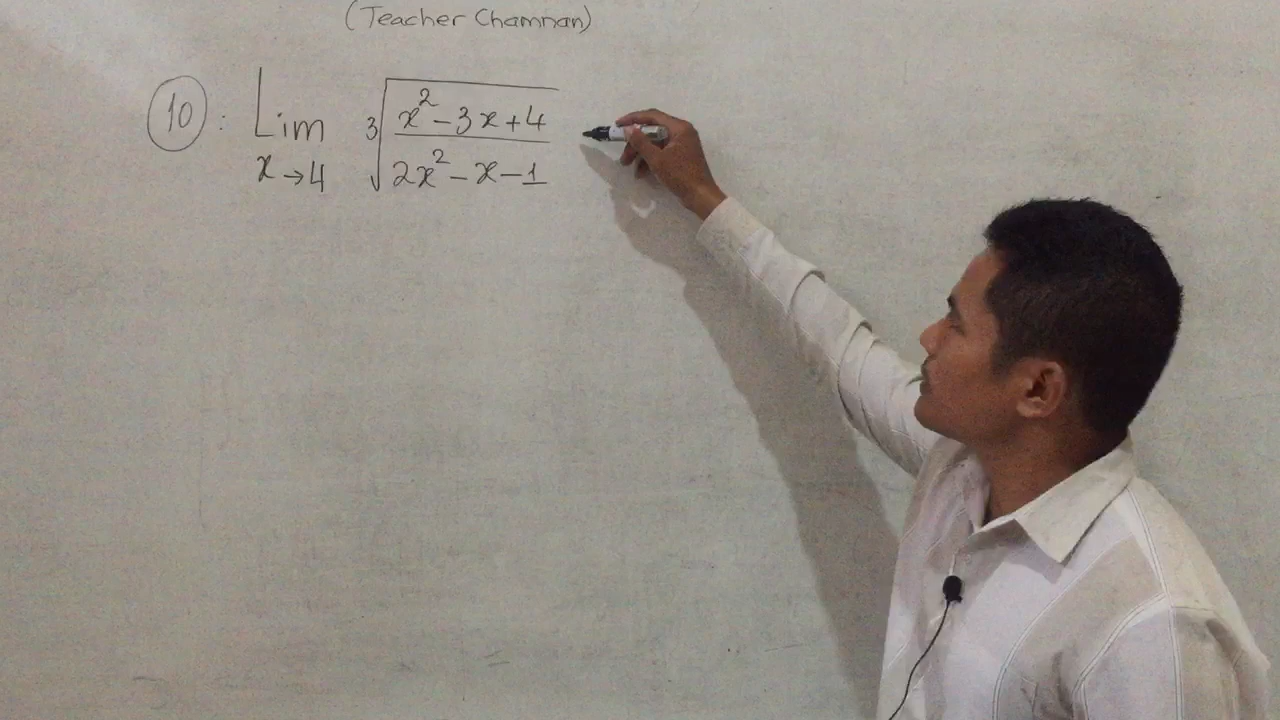 (Teacher Chamnan)
10 : Lim x→4 ∛((x²-3x+4)/(2x²-x-1))